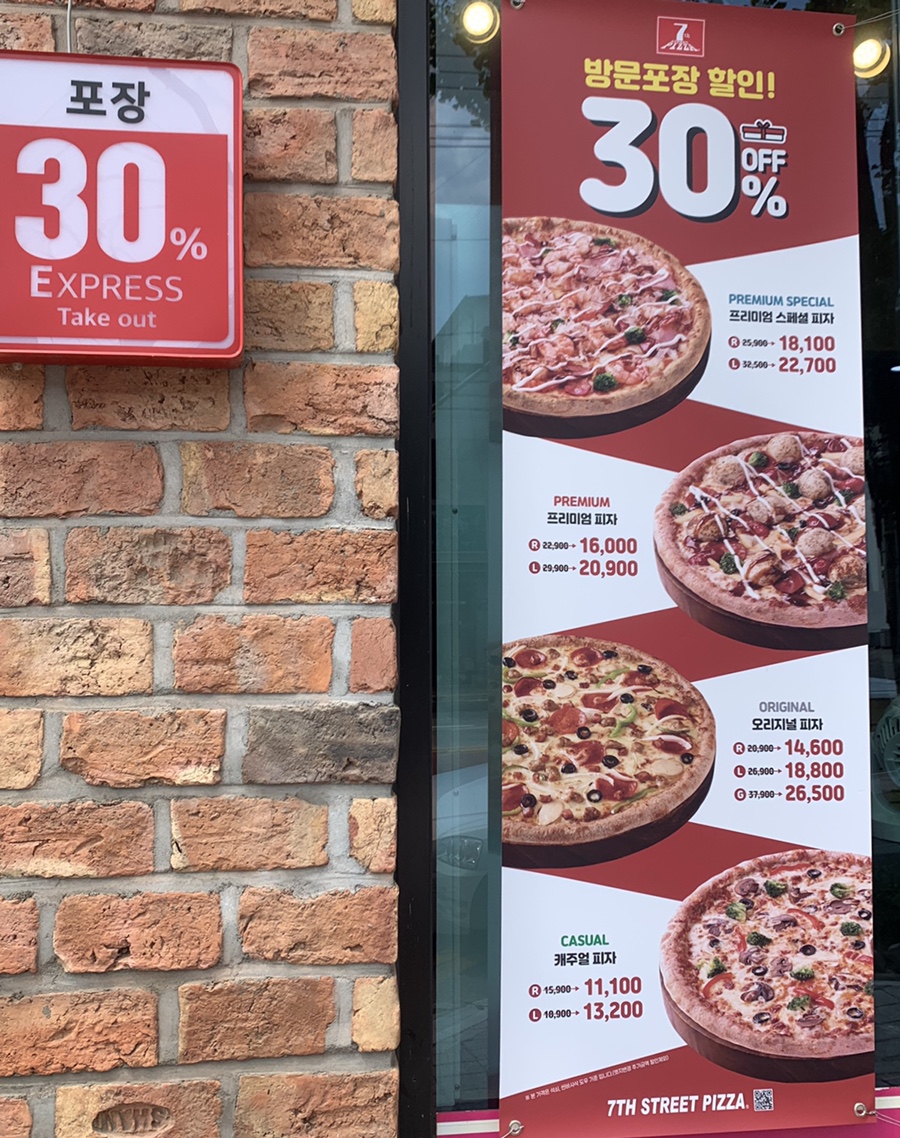 포장
30%
EXPRESS
Take out
7th
방문포장 할인!
30% OFF
PREMIUM SPECIAL
프리미엄 스페셜 피자
R 25,900→ 18,100
L 32,500→ 22,700
PREMIUM
프리미엄 피자
R 22,900→ 16,000
L 29,900→ 20,900
ORIGINAL
오리지널 피자
R 20,900→ 14,600
L 26,900→ 18,800
G 37,900→ 26,500
CASUAL
캐주얼 피자
R 15,900→ 11,100
L 18,900→ 13,200
7TH STREET PIZZA